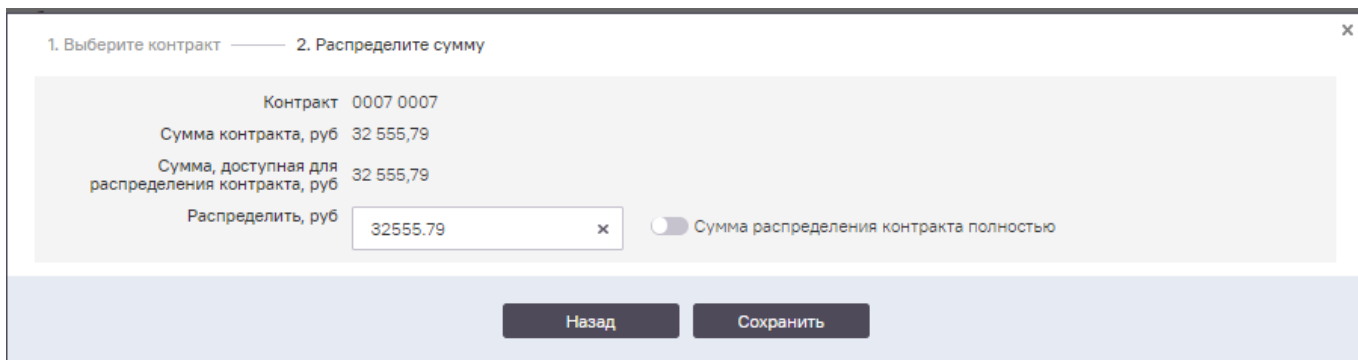 1. Выберите контракт 2. Распределите сумму
Контракт 0007 0007
Сумма контракта, руб 32 555,79
Сумма, доступная для
распределения контракта, руб 32 555,79
Распределить, руб 32555.79 × Сумма распределения контракта полностью
Назад Сохранить